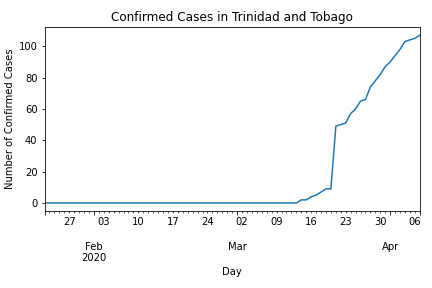 Confirmed Cases in Trinidad and Tobago
Number of Confirmed Cases
100
80
60
40
20
0
27 03 10 17 24 02 09 16 23 30 06
Feb Mar Apr
2020
Day